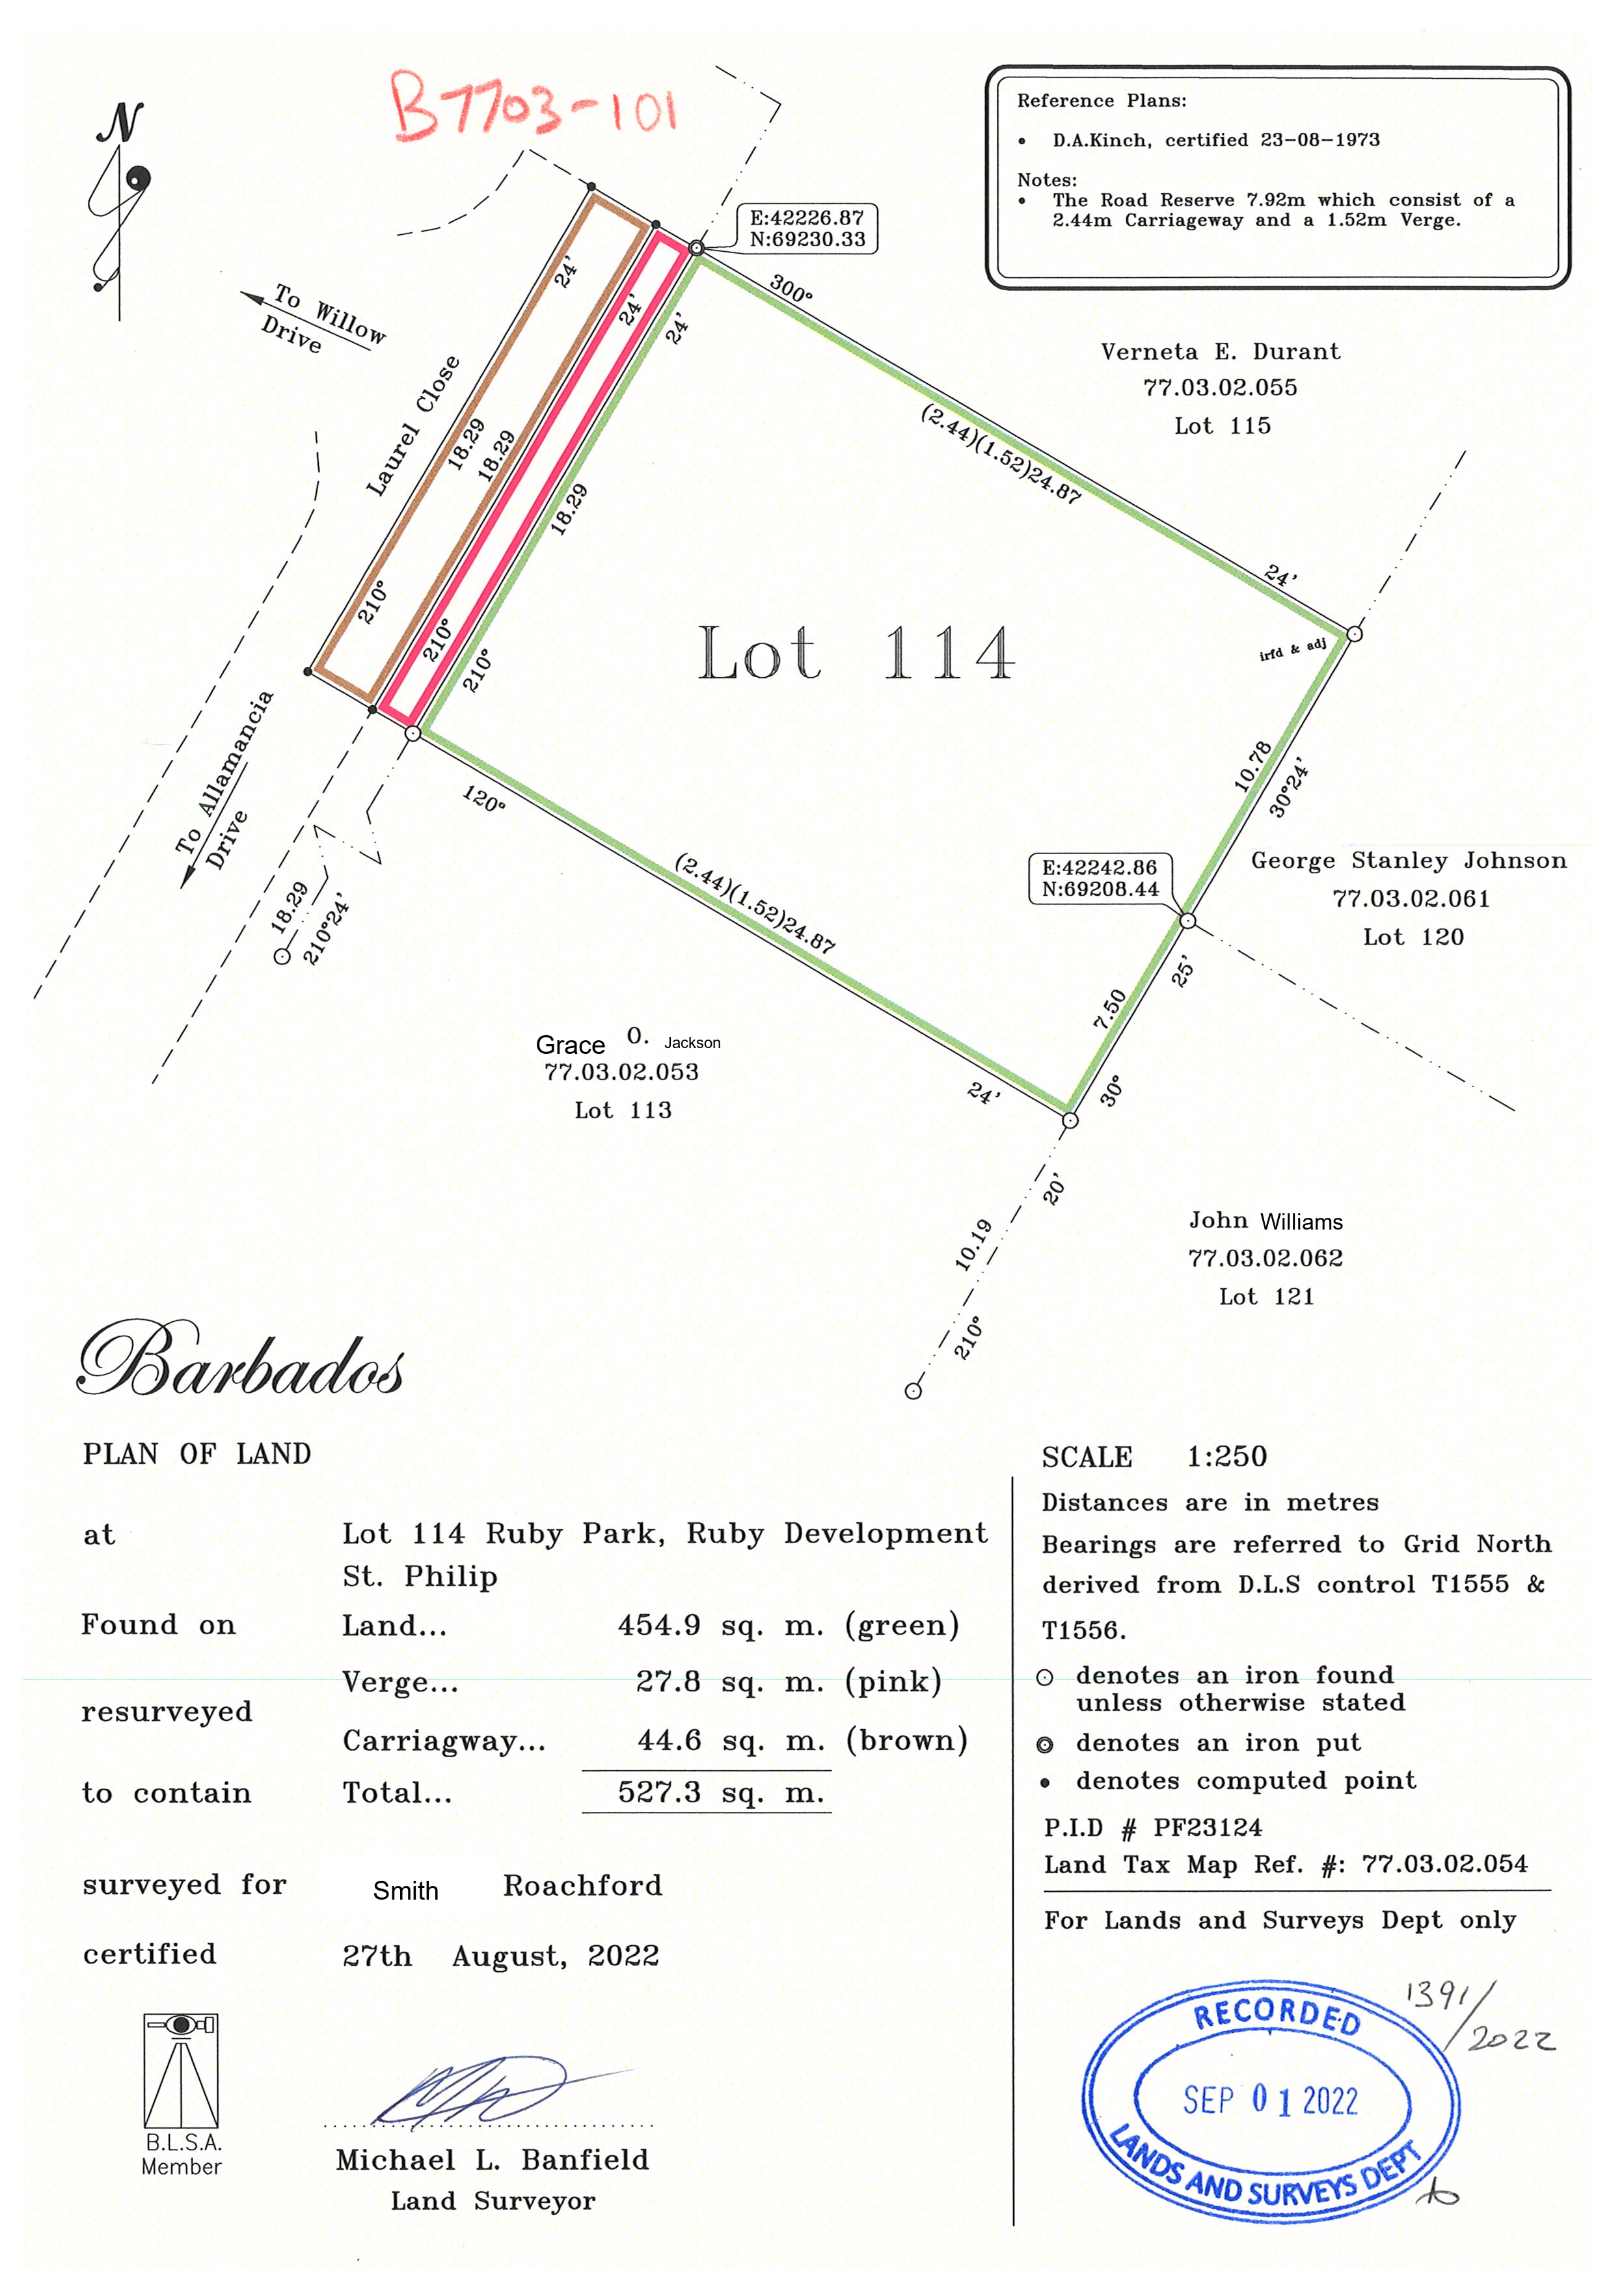 B7703-101
N
Reference Plans:
• D.A.Kinch, certified 23-08-1973
Notes:
• The Road Reserve 7.92m which consist of a
2.44m Carriageway and a 1.52m Verge.
E:42226.87
N:69230.33
To Willow
Drive
24'
24'
24'
300°
Verneta E. Durant
77.03.02.055
Lot 115
Laurel Close
18.29
18.29
18.29
(2.44)(1.52)24.87
24'
210°
210°
210°
Lot 114
irfd & adj
To Allamancia
Drive
120°
10.78
30°24'
18.29
210°24'
(2.44)(1.52)24.87
E:42242.86
N:69208.44
George Stanley Johnson
77.03.02.061
Lot 120
25'
7.50
Grace O. Jackson
77.03.02.053
Lot 113
24'
30°
20'
10.19
210°
John Williams
77.03.02.062
Lot 121
Barbados
PLAN OF LAND
at Lot 114 Ruby Park, Ruby Development
St. Philip
Found on Land... 454.9 sq. m. (green)
Verge... 27.8 sq. m. (pink)
resurveyed
Carriagway... 44.6 sq. m. (brown)
to contain Total... 527.3 sq. m.
surveyed for Smith Roachford
certified 27th August, 2022
B.L.S.A.
Member
Michael L. Banfield
Land Surveyor
SCALE 1:250
Distances are in metres
Bearings are referred to Grid North
derived from D.L.S control T1555 &
T1556.
denotes an iron found
unless otherwise stated
denotes an iron put
denotes computed point
P.I.D # PF23124
Land Tax Map Ref. #: 77.03.02.054
For Lands and Surveys Dept only
1391/
2022
RECORDED
SEP 01 2022
LANDS AND SURVEYS DEPT